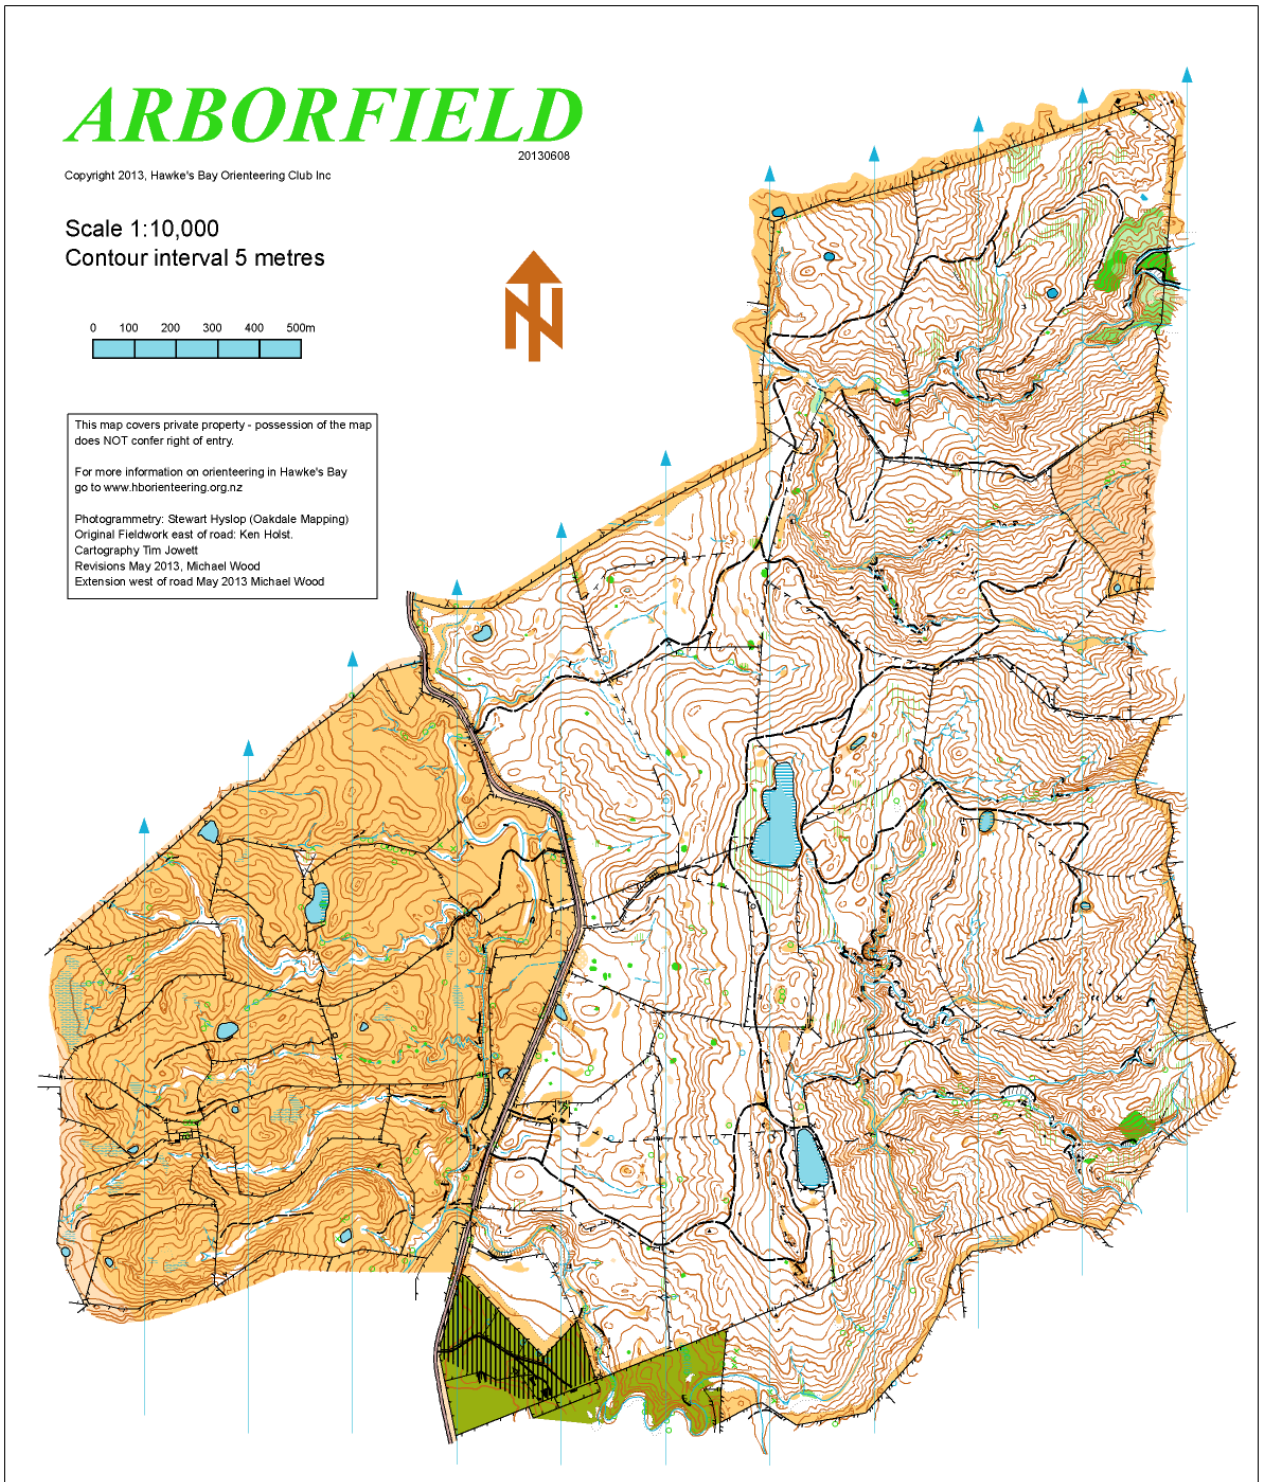 ARBORFIELD
20130608
Copyright 2013, Hawke's Bay Orienteering Club Inc
Scale 1:10,000
Contour interval 5 metres
N
0 100 200 300 400 500m
This map covers private property - possession of the map
does NOT confer right of entry.
For more information on orienteering in Hawke's Bay
go to www.hborienteering.org.nz
Photogrammetry: Stewart Hyslop (Oakdale Mapping)
Original Fieldwork east of road: Ken Holst.
Cartography Tim Jowett
Revisions May 2013, Michael Wood
Extension west of road May 2013 Michael Wood